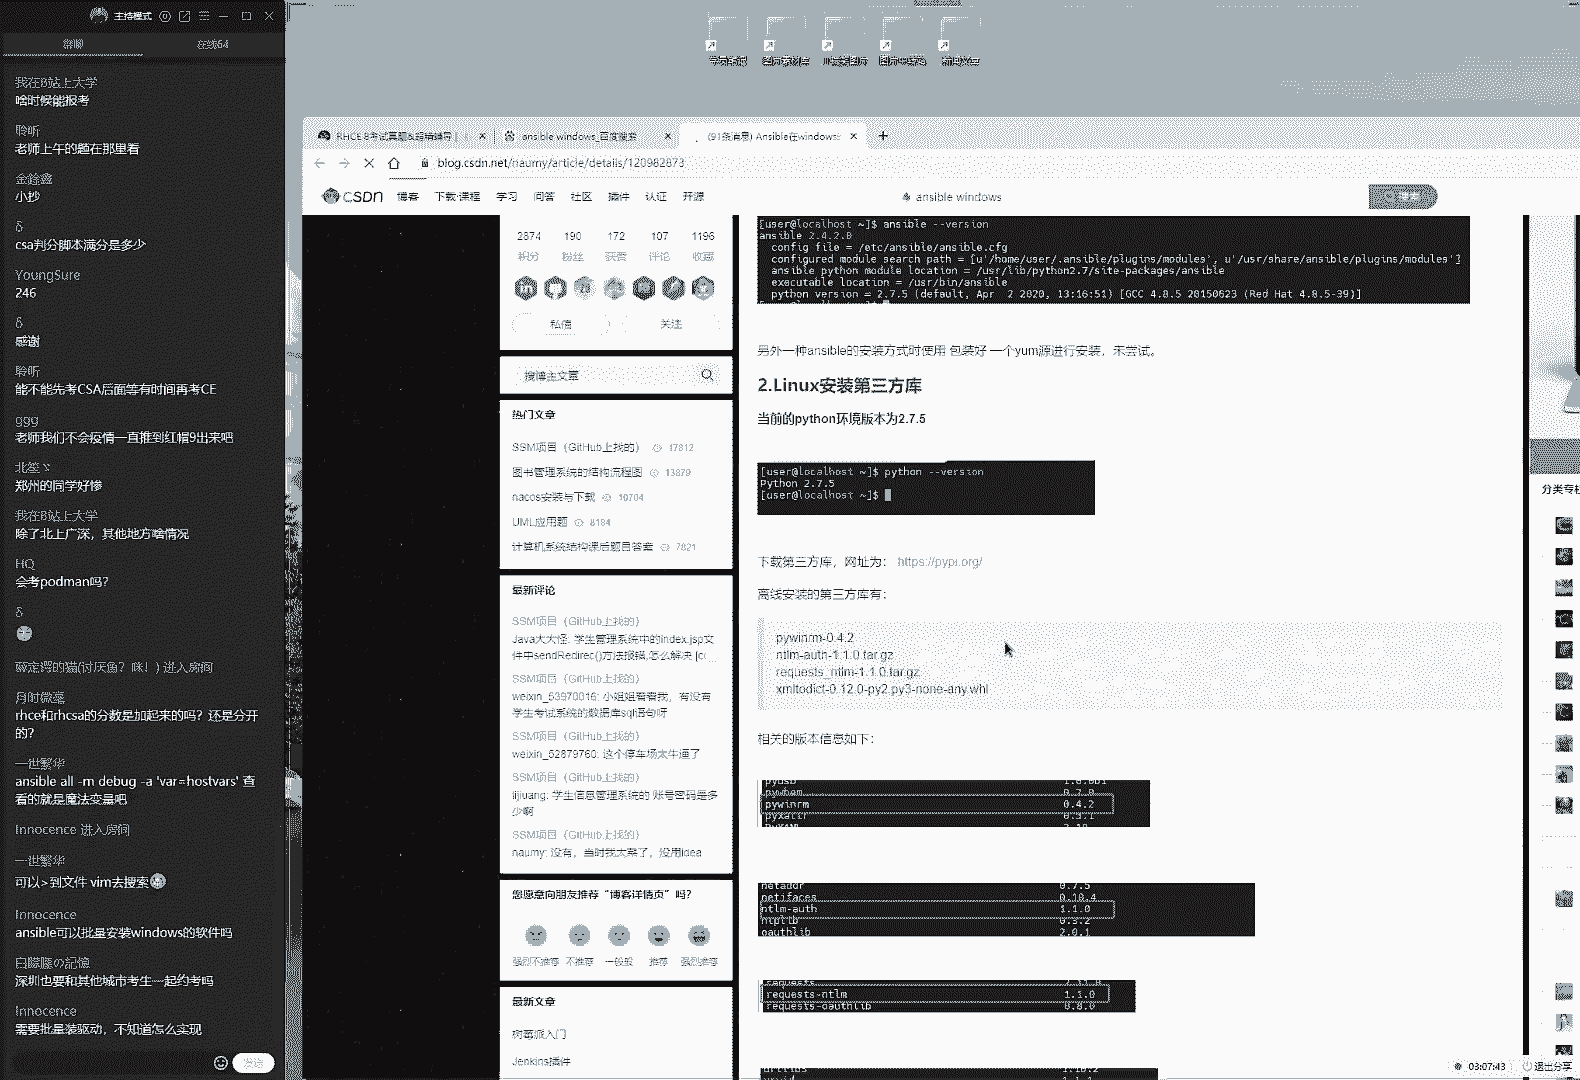 主持模式
在线64
我在B站上大学
啥时候能报考
聆听
老师上午的题在那里看
金鎨鑫
小抄
δ
csa判分脚本满分是多少
YoungSure
246
δ
感谢
聆听
能不能先考CSA后面等有时间再考CE
ggg
老师我们不会疫情一直推到红帽9出来吧
郑州的同学好惨
我在B站上大学
除了北上广深，其他地方啥情况
HQ
会考podman吗？
δ
进入房间
月时微凝
rhce和rhcsa的分数是加起来的吗？还是分开
的？
一世繁华
ansible all -m debug -a 'var=hostvars' 查
看的就是魔法变量吧
Innocence 进入房间
一世繁华
可以>到文件 vim去搜索
Innocence
ansible可以批量安装windows的软件吗
白朦朦の記憶
深圳也要和其他城市考生一起约考吗
Innocence
需要批量装驱动，不知道怎么实现
发送
RHCE 8考试真题&超精辅导 |
ansible windows_百度搜索
(91条消息) Ansible在windows
blog.csdn.net/naumy/article/details/120982873
CSDN 博客 下载·课程 学习 问答 社区 插件 认证 开源
ansible windows
2874 190 172 107 1196
积分 粉丝 获赞 评论 收藏
私信 关注
搜博主文章
热门文章
SSM项目（GitHub上找的） 17812
图书管理系统的结构流程图 13879
nacos安装与下载 10704
UML应用题 8184
计算机系统结构课后题目答案 7821
最新评论
SSM项目（GitHub上找的）
Java大大怪: 学生管理系统中的index.jsp文
件中sendRedirec()方法报错,怎么解决
SSM项目（GitHub上找的）
weixin_53970016: 小姐姐看看我，有没有
学生考试系统的数据库sql语句呀
SSM项目（GitHub上找的）
weixin_52879760: 这个停车场太牛逼了
SSM项目（GitHub上找的）
lijiuang: 学生信息管理系统的 账号密码是多
少啊
SSM项目（GitHub上找的）
naumy: 没有，当时我太菜了，没用idea
您愿意向朋友推荐“博客详情页”吗？
强烈不推荐 不推荐 一般般 推荐 强烈推荐
最新文章
树莓派入门
Jenkins插件
[user@localhost ~]$ ansible --version
ansible 2.4.2.0
config file = /etc/ansible/ansible.cfg
configured module search path = [u'/home/user/.ansible/plugins/modules', u'/usr/share/ansible/plugins/modules']
ansible python module location = /usr/lib/python2.7/site-packages/ansible
executable location = /usr/bin/ansible
python version = 2.7.5 (default, Apr  2 2020, 13:16:51) [GCC 4.8.5 20150623 (Red Hat 4.8.5-39)]
另外一种ansible的安装方式时使用 包装好 一个yum源进行安装，未尝试。
2.Linux安装第三方库
当前的python环境版本为2.7.5
[user@localhost ~]$ python --version
Python 2.7.5
[user@localhost ~]$
下载第三方库，网址为： https://pypi.org/
离线安装的第三方库有：
pywinrm-0.4.2
ntlm-auth-1.1.0.tar.gz
requests_ntlm-1.1.0.tar.gz
xmltodict-0.12.0-py2.py3-none-any.whl
相关的版本信息如下：
pywinrm 0.4.2
netaddr 0.7.5
netifaces 0.10.4
ntlm-auth 1.1.0
ntplib 0.3.2
oauthlib 2.0.1
requests-ntlm 1.1.0
requests-oauthlib 0.8.0
分类专栏
03:07:43 退出分享